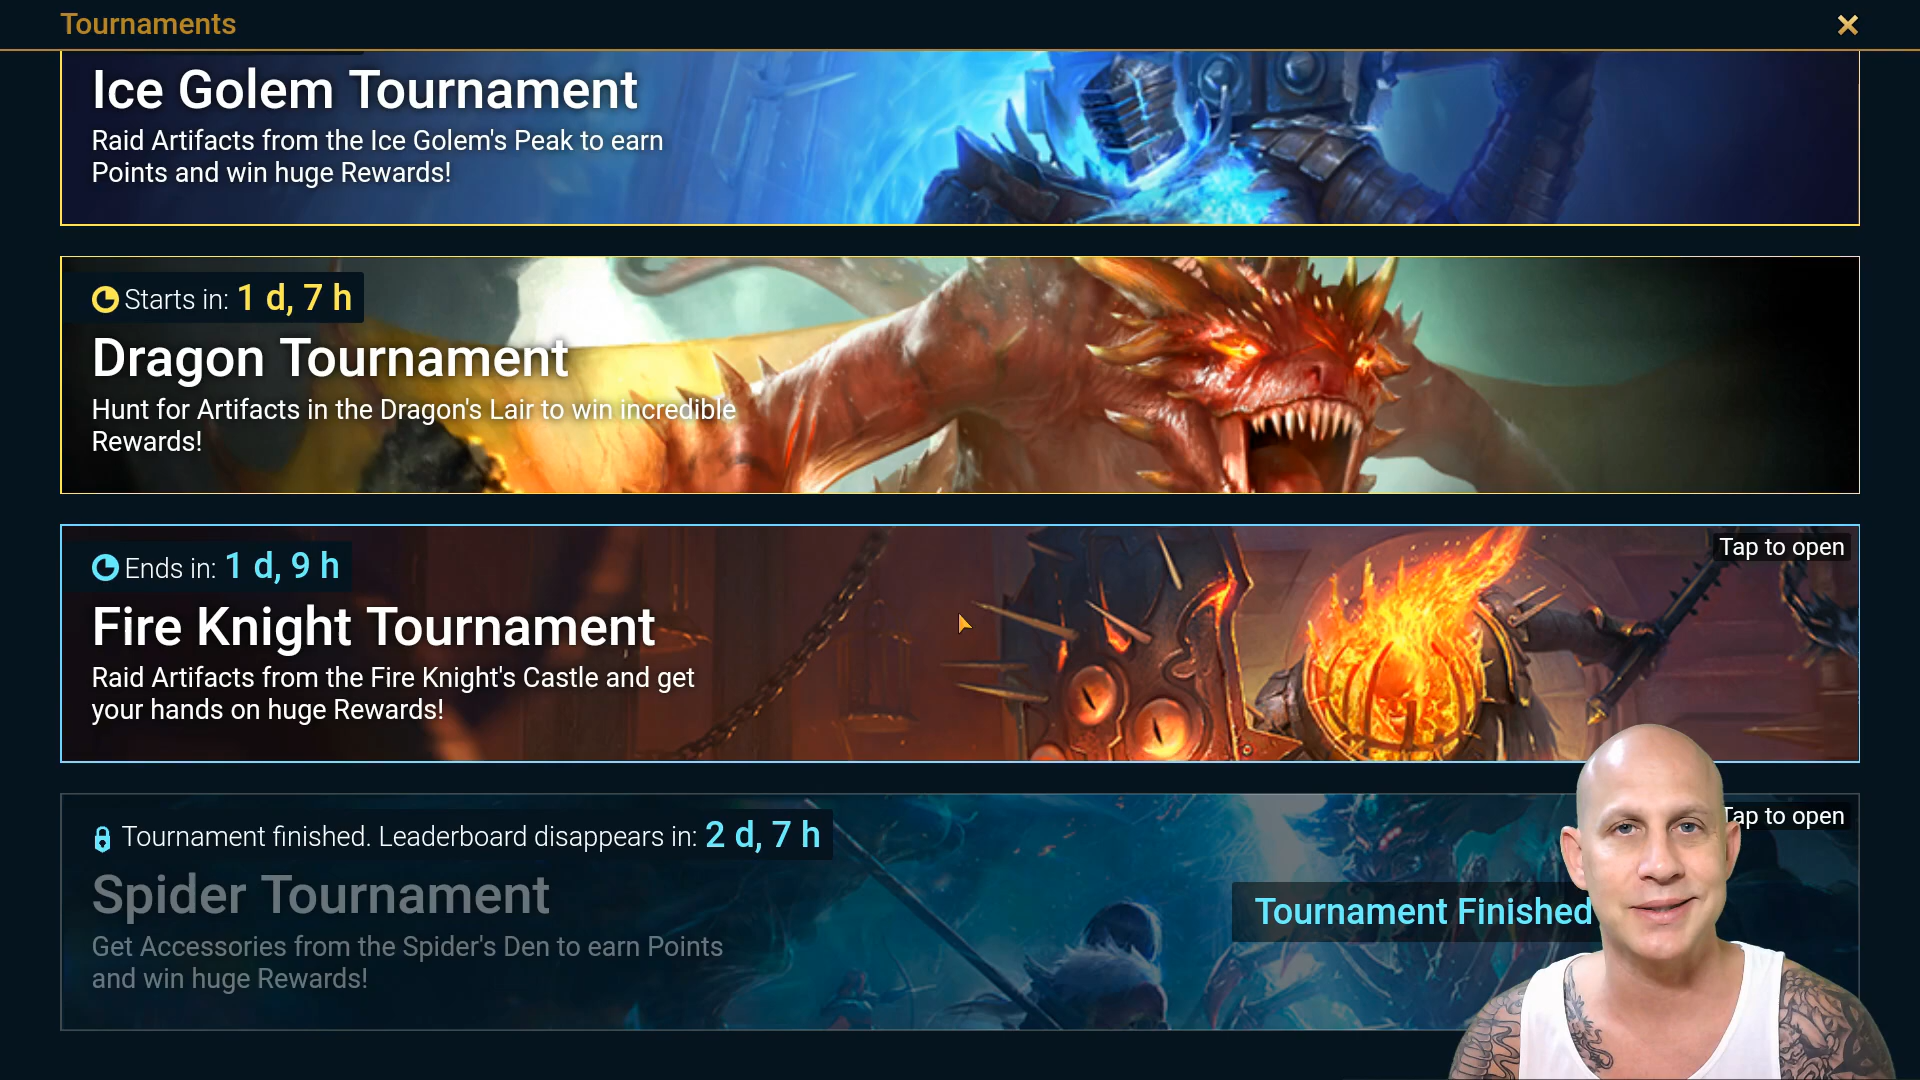 Tournaments
Ice Golem Tournament
Raid Artifacts from the Ice Golem's Peak to earn
Points and win huge Rewards!
Starts in: 1 d, 7 h
Dragon Tournament
Hunt for Artifacts in the Dragon's Lair to win incredible
Rewards!
Ends in: 1 d, 9 h
Tap to open
Fire Knight Tournament
Raid Artifacts from the Fire Knight's Castle and get
your hands on huge Rewards!
Tournament finished. Leaderboard disappears in: 2 d, 7 h
Tap to open
Spider Tournament
Tournament Finished
Get Accessories from the Spider's Den to earn Points
and win huge Rewards!